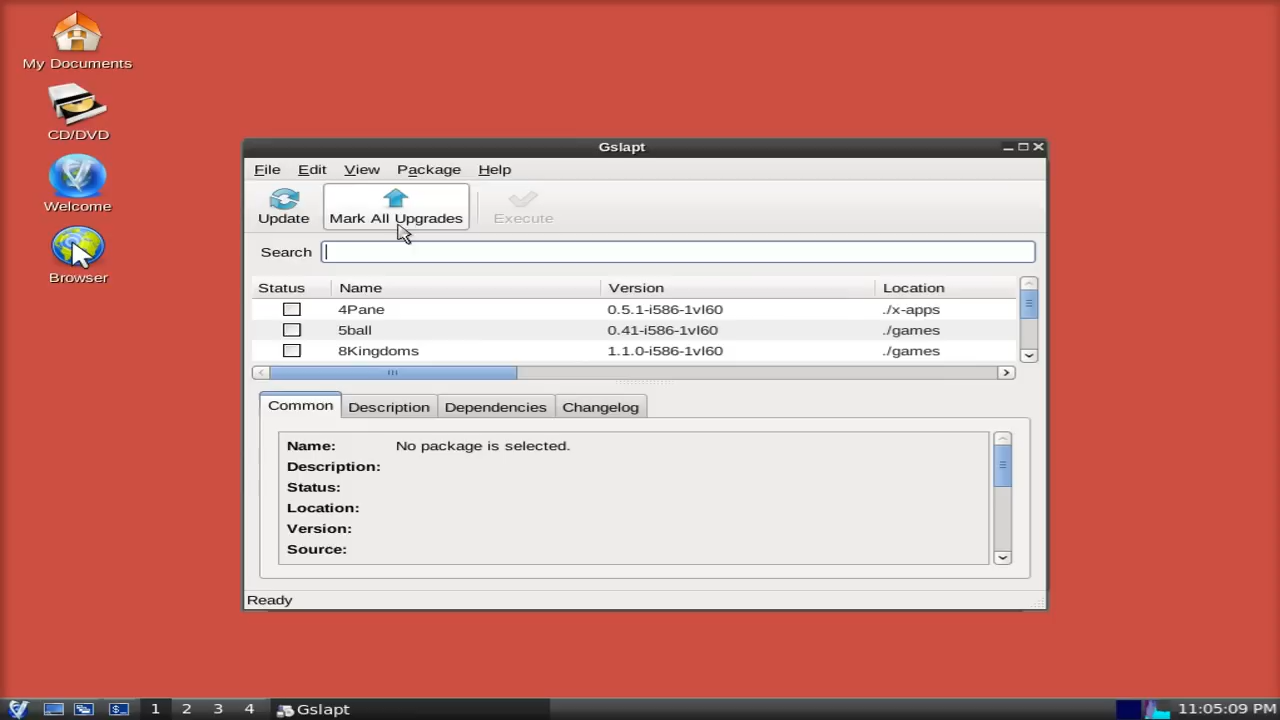 My Documents
CD/DVD
Welcome
Browser
Gslapt
File Edit View Package Help
Update Mark All Upgrades Execute
Search
Status Name Version Location
4Pane 0.5.1-i586-1vl60 ./x-apps
5ball 0.41-i586-1vl60 ./games
8Kingdoms 1.1.0-i586-1vl60 ./games
Common Description Dependencies Changelog
Name: No package is selected.
Description:
Status:
Location:
Version:
Source:
Ready
1 2 3 4 Gslapt 11:05:09 PM